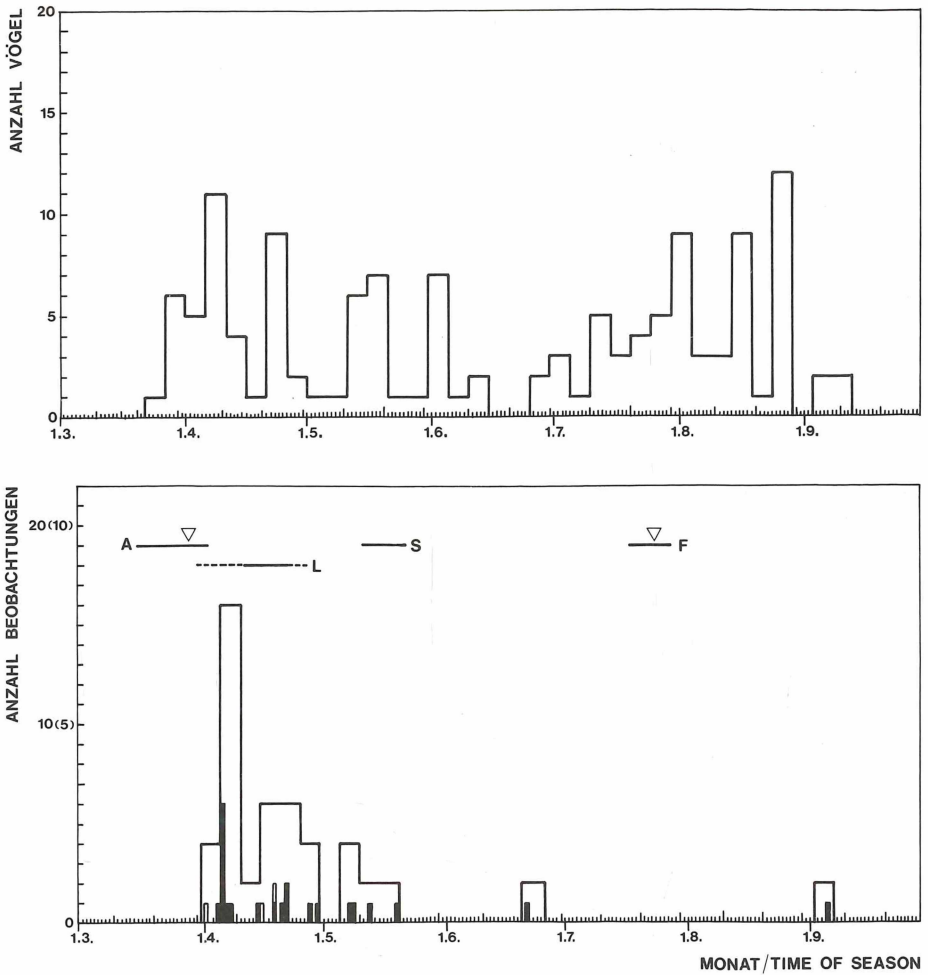 ANZAHL VÖGEL
20
15
10
5
0
1.3. 1.4. 1.5. 1.6. 1.7. 1.8. 1.9.
ANZAHL BEOBACHTUNGEN
20(10)
A S F
L
10(5)
0
1.3. 1.4. 1.5. 1.6. 1.7. 1.8. 1.9.
MONAT/TIME OF SEASON